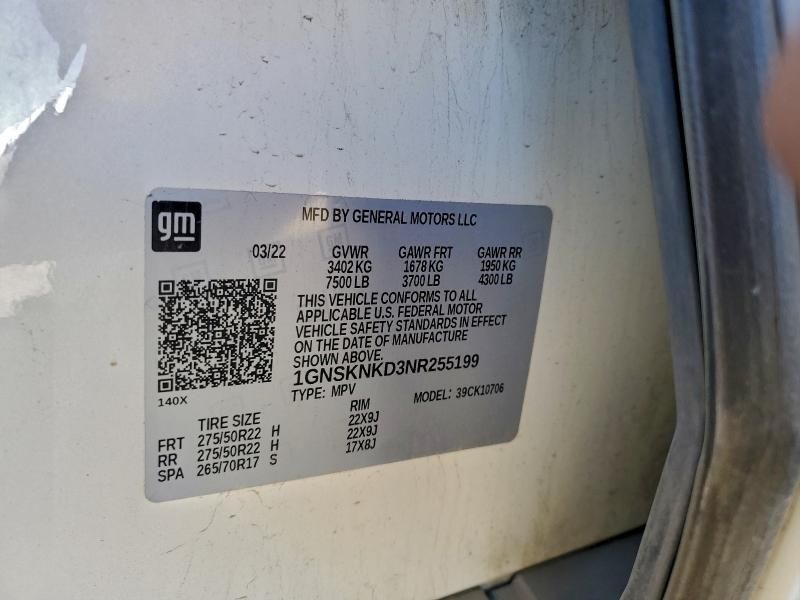 gm
MFD BY GENERAL MOTORS LLC
03/22 GVWR GAWR FRT GAWR RR
3402 KG 1678 KG 1950 KG
7500 LB 3700 LB 4300 LB
THIS VEHICLE CONFORMS TO ALL
APPLICABLE U.S. FEDERAL MOTOR
VEHICLE SAFETY STANDARDS IN EFFECT
ON THE DATE OF MANUFACTURE
SHOWN ABOVE.
1GNSKNKD3NR255199
140X
TYPE: MPV MODEL: 39CK10706
TIRE SIZE RIM
FRT 275/50R22 H 22X9J
RR 275/50R22 H 22X9J
SPA 265/70R17 S 17X8J